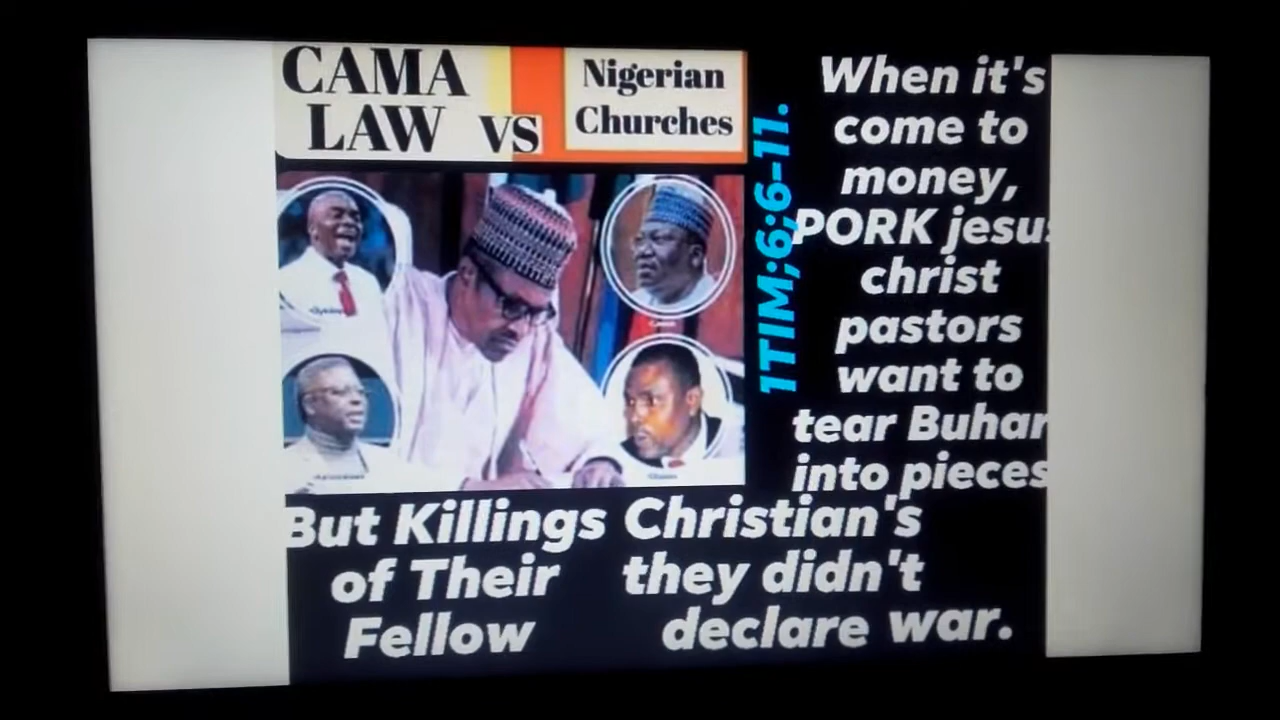 CAMA
LAW VS
Nigerian
Churches
1TIM;6;6-11.
When it's
come to
money,
PORK jesus
christ
pastors
want to
tear Buhar
into pieces
But Killings
of Their
Fellow
Christian's
they didn't
declare war.